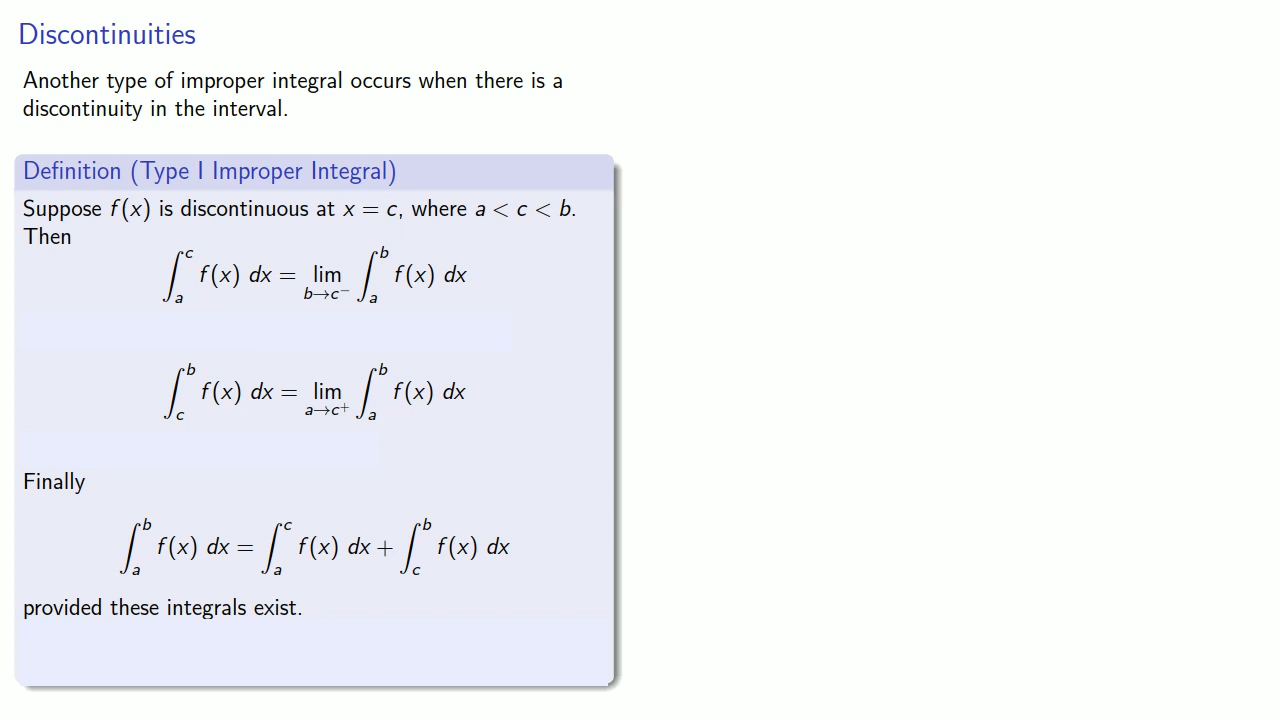 Discontinuities
Another type of improper integral occurs when there is a
discontinuity in the interval.
Definition (Type I Improper Integral)
Suppose f(x) is discontinuous at x = c, where a < c < b.
Then
∫_a^c f(x) dx = lim_{b→c⁻} ∫_a^b f(x) dx
∫_c^b f(x) dx = lim_{a→c⁺} ∫_a^b f(x) dx
Finally
∫_a^b f(x) dx = ∫_a^c f(x) dx + ∫_c^b f(x) dx
provided these integrals exist.